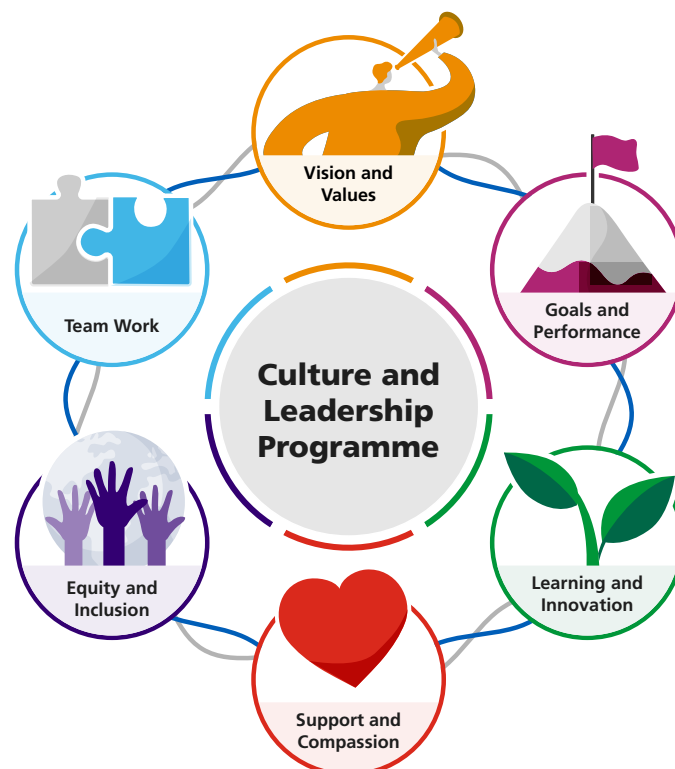 Vision and
Values
Team Work
Goals and
Performance
Culture and
Leadership
Programme
Equity and
Inclusion
Learning and
Innovation
Support and
Compassion